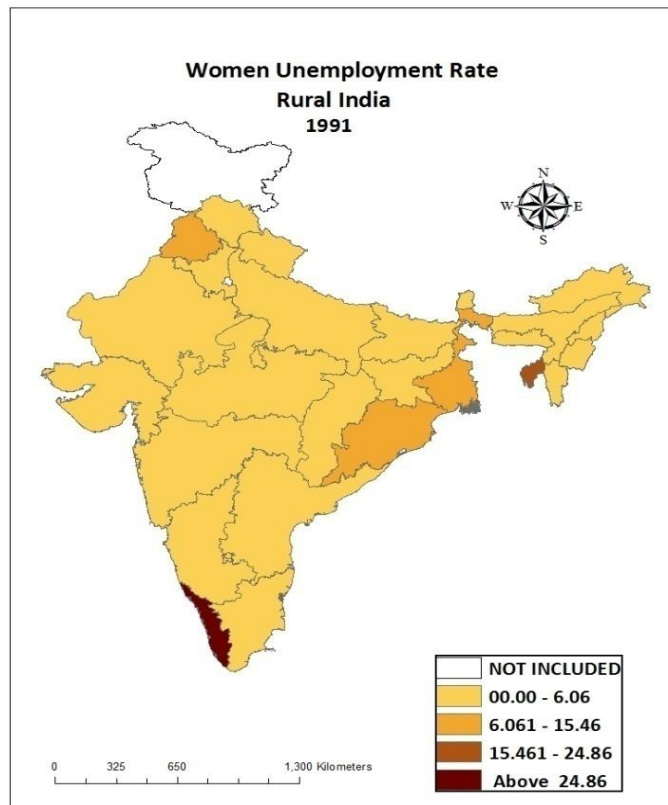 Women Unemployment Rate
Rural India
1991
N
W
E
S
NOT INCLUDED
00.00 - 6.06
6.061 - 15.46
15.461 - 24.86
Above 24.86
0 325 650 1,300 Kilometers